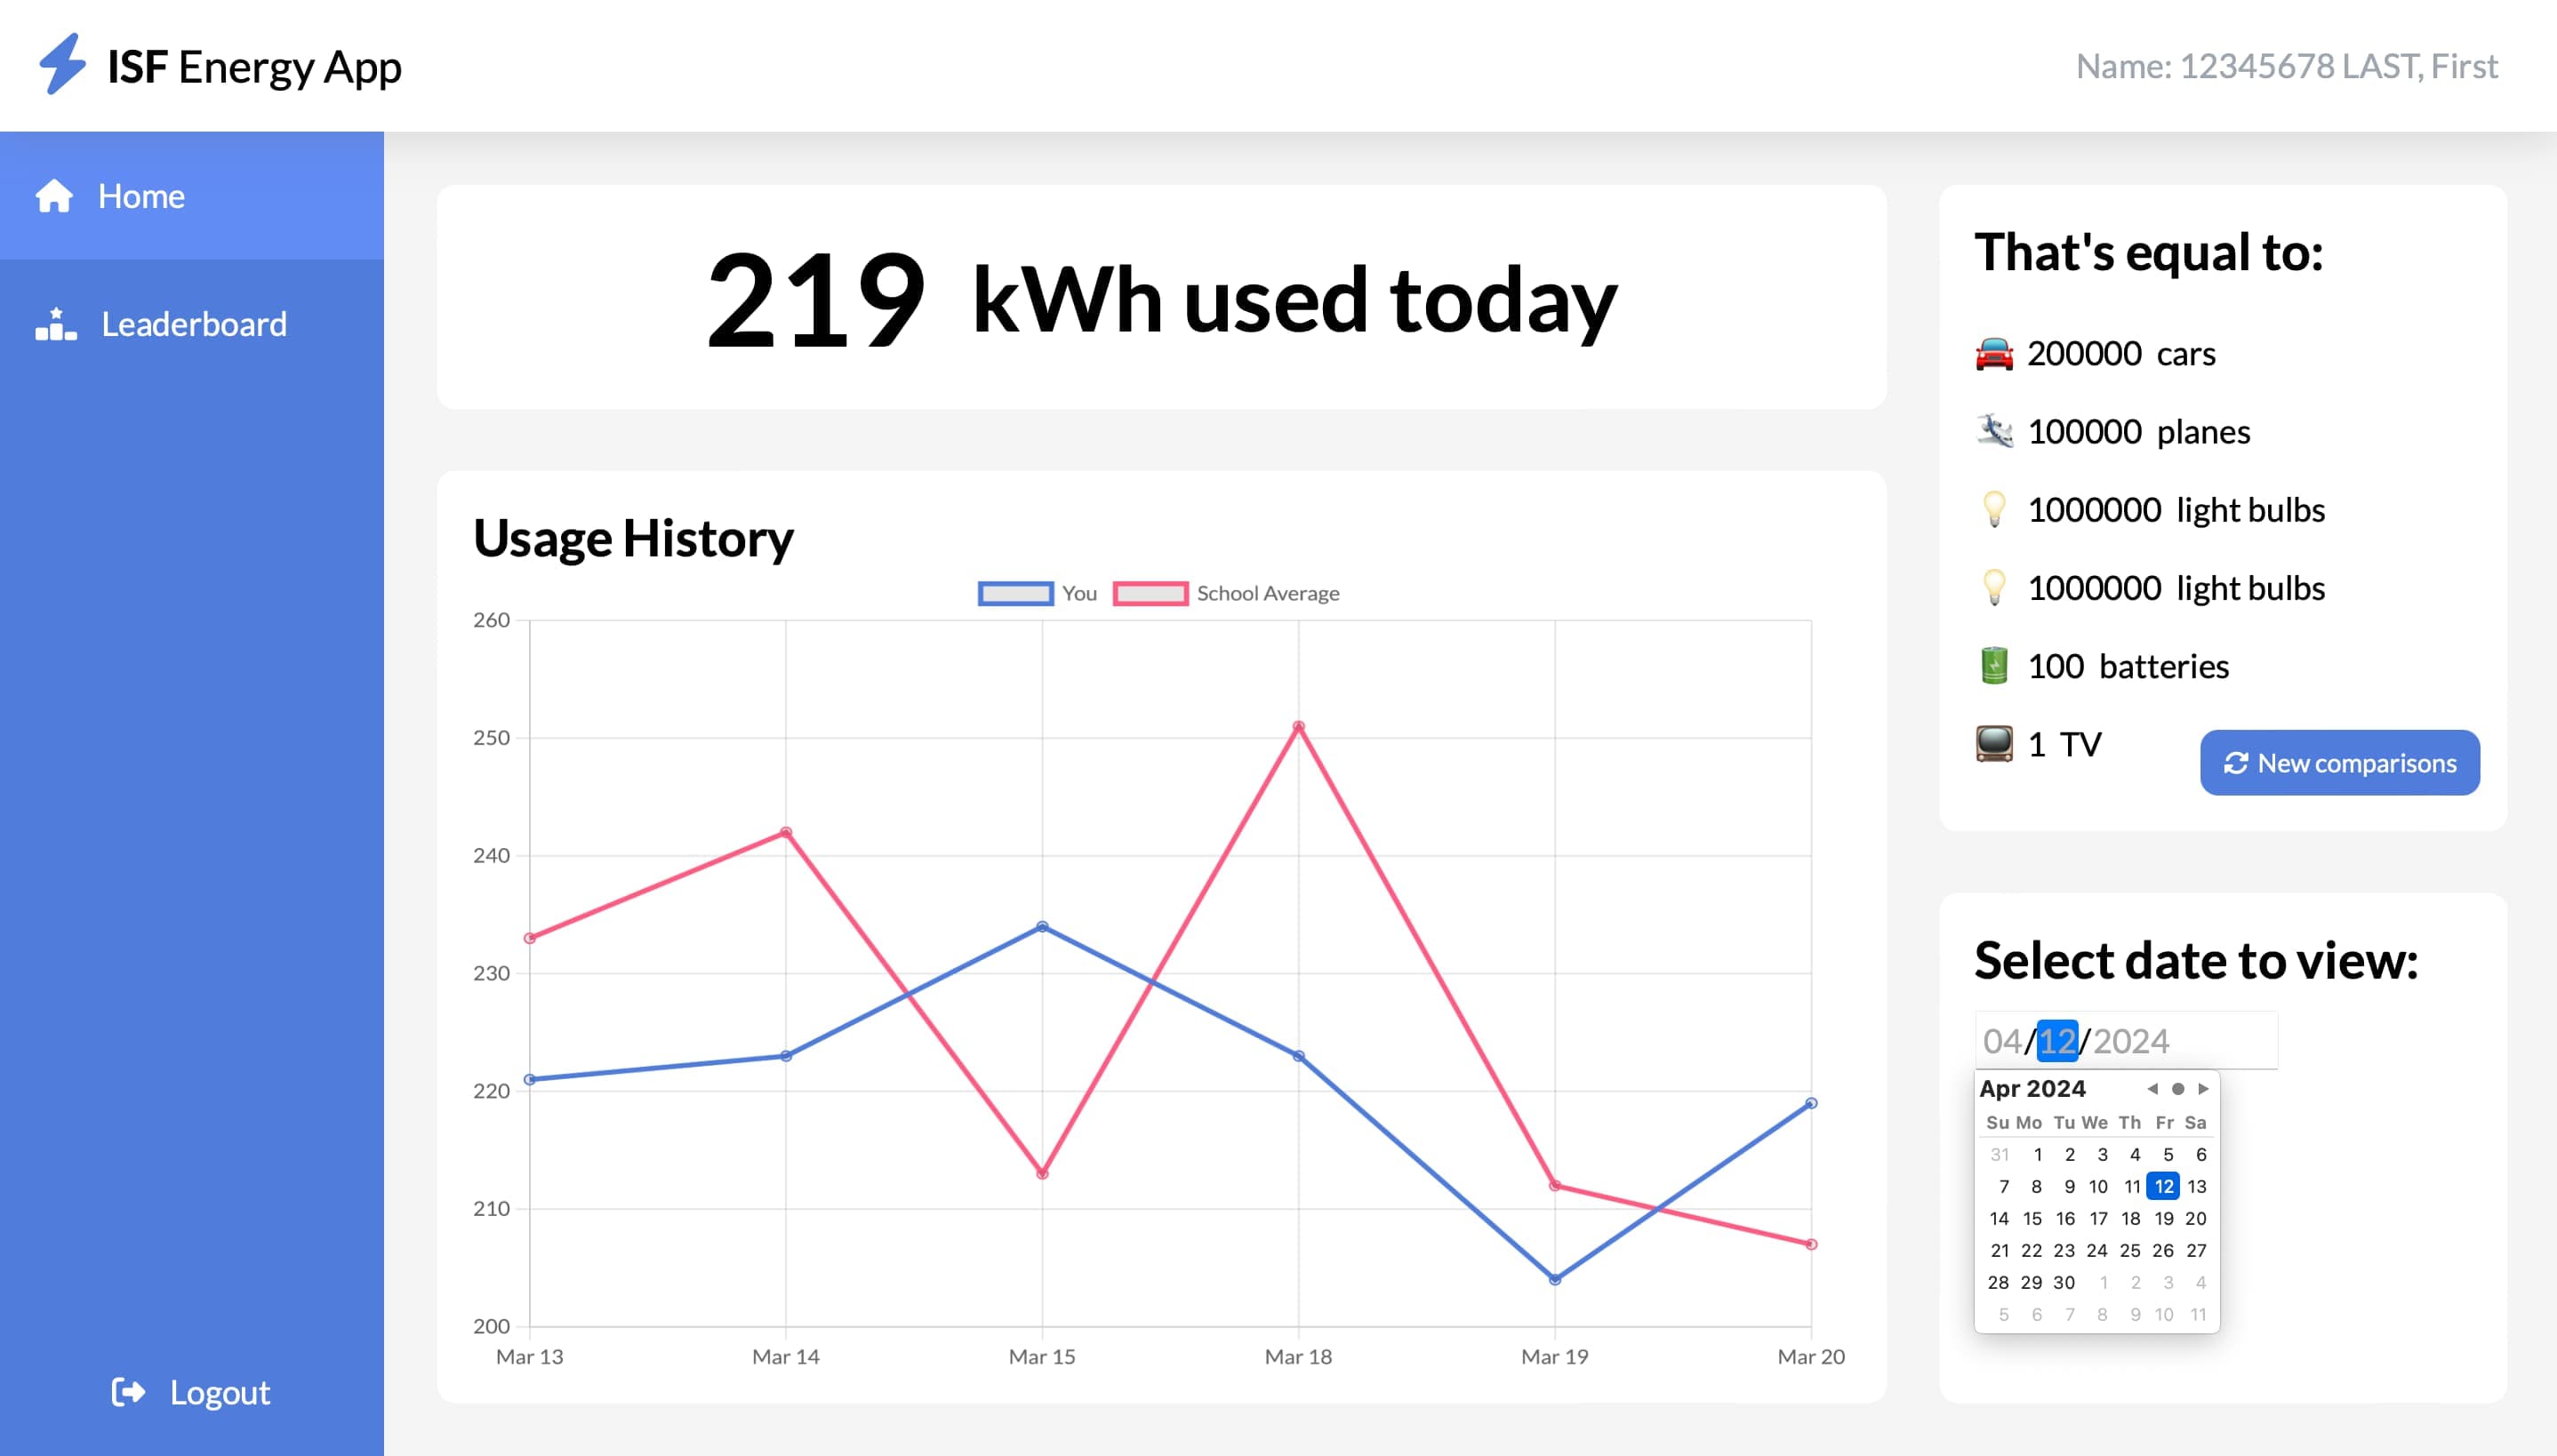 ISF Energy App
Name: 12345678 LAST, First
Home
Leaderboard
Logout
219 kWh used today
Usage History
You School Average
260
250
240
230
220
210
200
Mar 13 Mar 14 Mar 15 Mar 18 Mar 19 Mar 20
That's equal to:
200000 cars
100000 planes
1000000 light bulbs
1000000 light bulbs
100 batteries
1 TV
New comparisons
Select date to view:
04/12/2024
Apr 2024
Su Mo Tu We Th Fr Sa
31 1 2 3 4 5 6
7 8 9 10 11 12 13
14 15 16 17 18 19 20
21 22 23 24 25 26 27
28 29 30 1 2 3 4
5 6 7 8 9 10 11